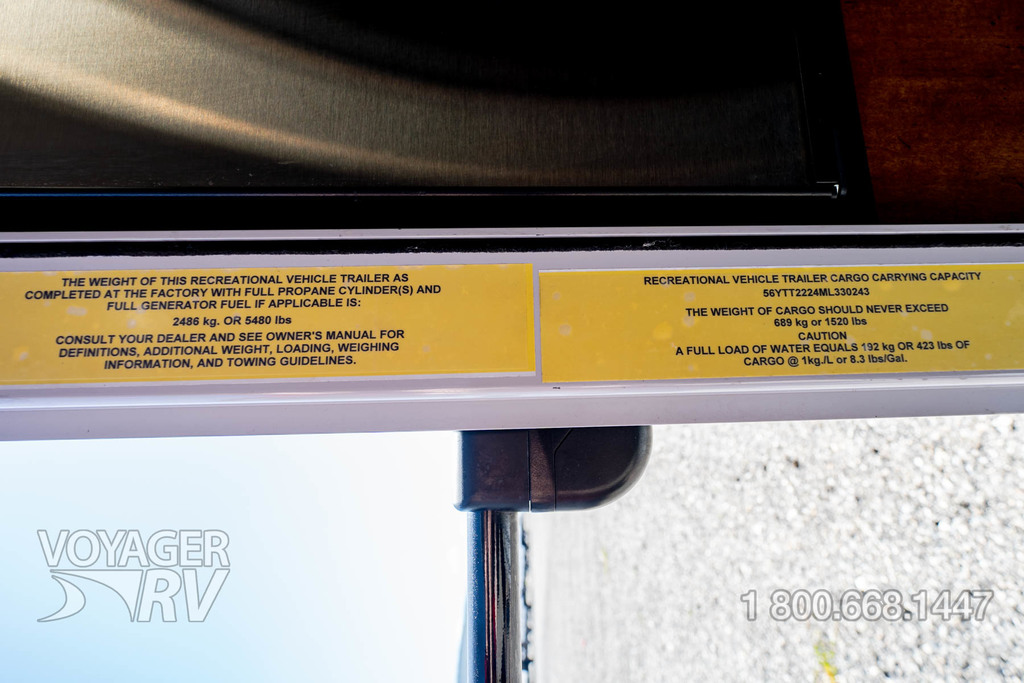 THE WEIGHT OF THIS RECREATIONAL VEHICLE TRAILER AS
COMPLETED AT THE FACTORY WITH FULL PROPANE CYLINDER(S) AND
FULL GENERATOR FUEL IF APPLICABLE IS:
2486 kg. OR 5480 lbs
CONSULT YOUR DEALER AND SEE OWNER'S MANUAL FOR
DEFINITIONS, ADDITIONAL WEIGHT, LOADING, WEIGHING
INFORMATION, AND TOWING GUIDELINES.
RECREATIONAL VEHICLE TRAILER CARGO CARRYING CAPACITY
56YTT2224ML330243
THE WEIGHT OF CARGO SHOULD NEVER EXCEED
689 kg or 1520 lbs
CAUTION
A FULL LOAD OF WATER EQUALS 192 kg OR 423 lbs OF
CARGO @ 1kg./L or 8.3 lbs/Gal.
VOYAGER
RV
1 800.668.1447